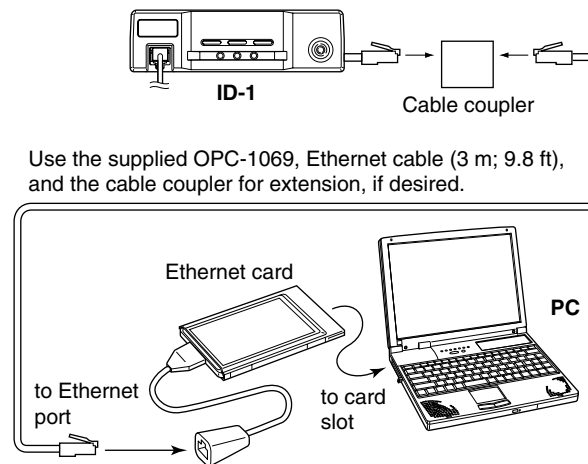 ID-1
Cable coupler
Use the supplied OPC-1069, Ethernet cable (3 m; 9.8 ft),
and the cable coupler for extension, if desired.
Ethernet card
PC
to Ethernet
port
to card
slot